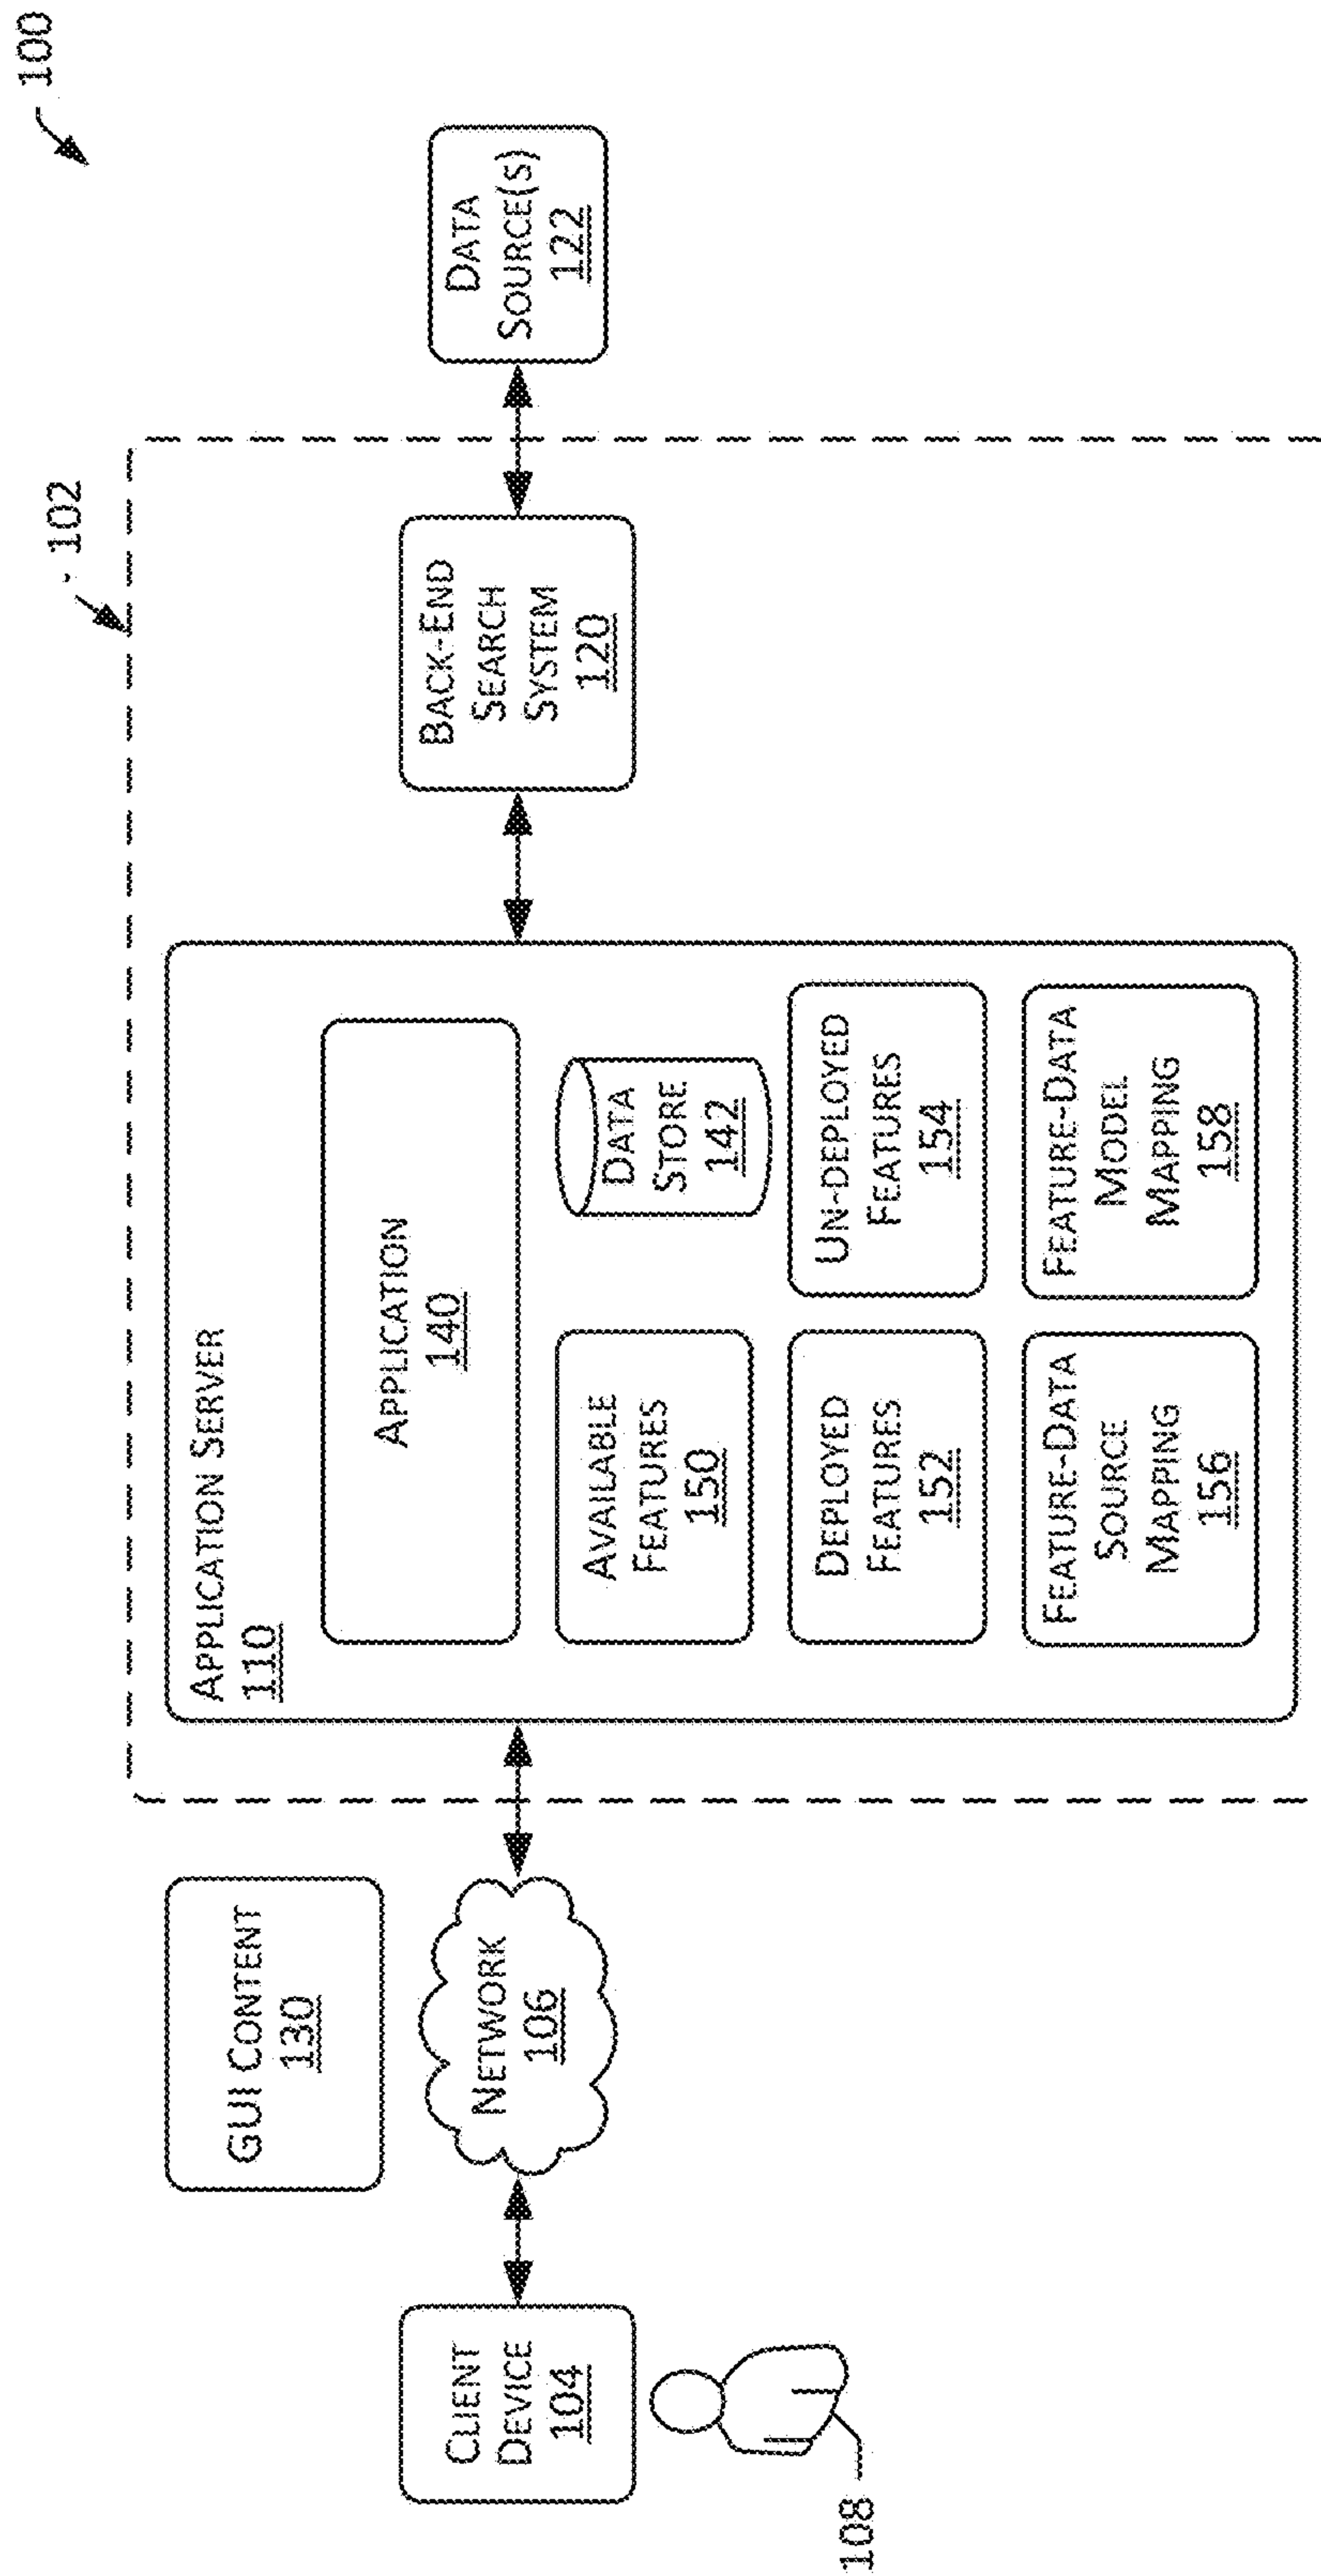 100
102
GUI CONTENT
130
CLIENT
DEVICE
104
108
NETWORK
106
APPLICATION SERVER
110
APPLICATION
140
AVAILABLE
FEATURES
150
DATA
STORE
142
DEPLOYED
FEATURES
152
UN-DEPLOYED
FEATURES
154
FEATURE-DATA
SOURCE
MAPPING
156
FEATURE-DATA
MODEL
MAPPING
158
BACK-END
SEARCH
SYSTEM
120
DATA
SOURCE(S)
122